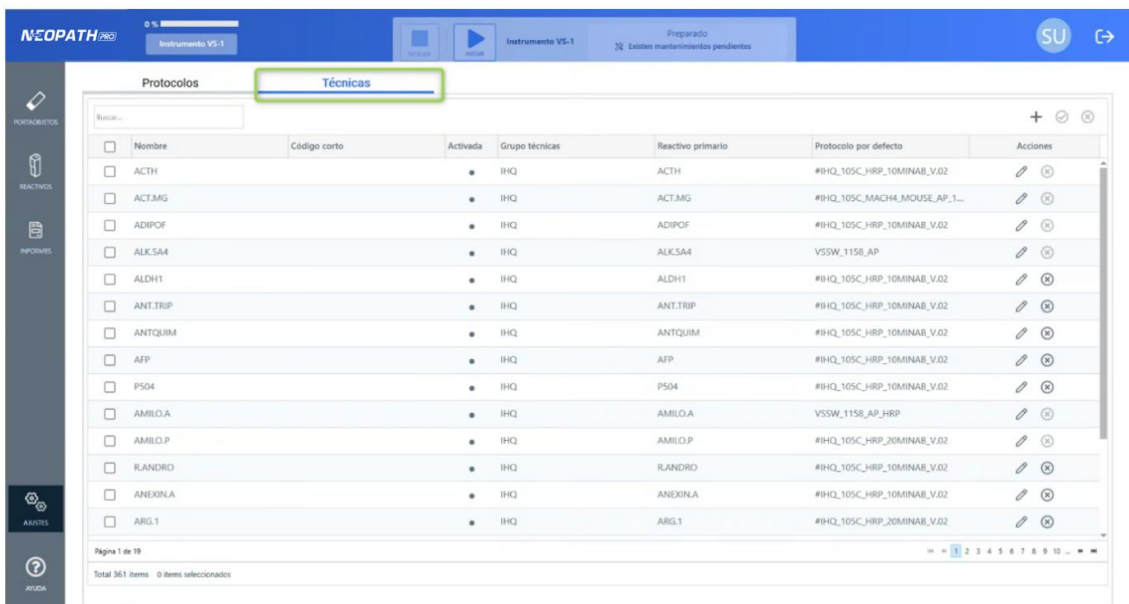 NEOPATH PRO
0 %
Instrumento VS-1
DETENER
INICIAR
Instrumento VS-1
Preparado
Existen mantenimientos pendientes
SU
PORTAOBJETOS
REACTIVOS
INFORMES
AJUSTES
AYUDA
Protocolos Técnicas
Buscar...
Nombre Código corto Activada Grupo técnicas Reactivo primario Protocolo por defecto Acciones
ACTH IHQ ACTH #IHQ_105C_HRP_10MINAB_V.02
ACT.MG IHQ ACT.MG #IHQ_105C_MACH4_MOUSE_AP_1...
ADIPOF IHQ ADIPOF #IHQ_105C_HRP_10MINAB_V.02
ALK.5A4 IHQ ALK.5A4 VSSW_1158_AP
ALDH1 IHQ ALDH1 #IHQ_105C_HRP_10MINAB_V.02
ANT.TRIP IHQ ANT.TRIP #IHQ_105C_HRP_10MINAB_V.02
ANTQUIM IHQ ANTQUIM #IHQ_105C_HRP_10MINAB_V.02
AFP IHQ AFP #IHQ_105C_HRP_10MINAB_V.02
P504 IHQ P504 #IHQ_105C_HRP_10MINAB_V.02
AMILO.A IHQ AMILO.A VSSW_1158_AP_HRP
AMILO.P IHQ AMILO.P #IHQ_105C_HRP_20MINAB_V.02
R.ANDRO IHQ R.ANDRO #IHQ_105C_HRP_10MINAB_V.02
ANEXIN.A IHQ ANEXIN.A #IHQ_105C_HRP_10MINAB_V.02
ARG.1 IHQ ARG.1 #IHQ_105C_HRP_20MINAB_V.02
Página 1 de 19 1 2 3 4 5 6 7 8 9 10 ...
Total 361 items 0 items seleccionados